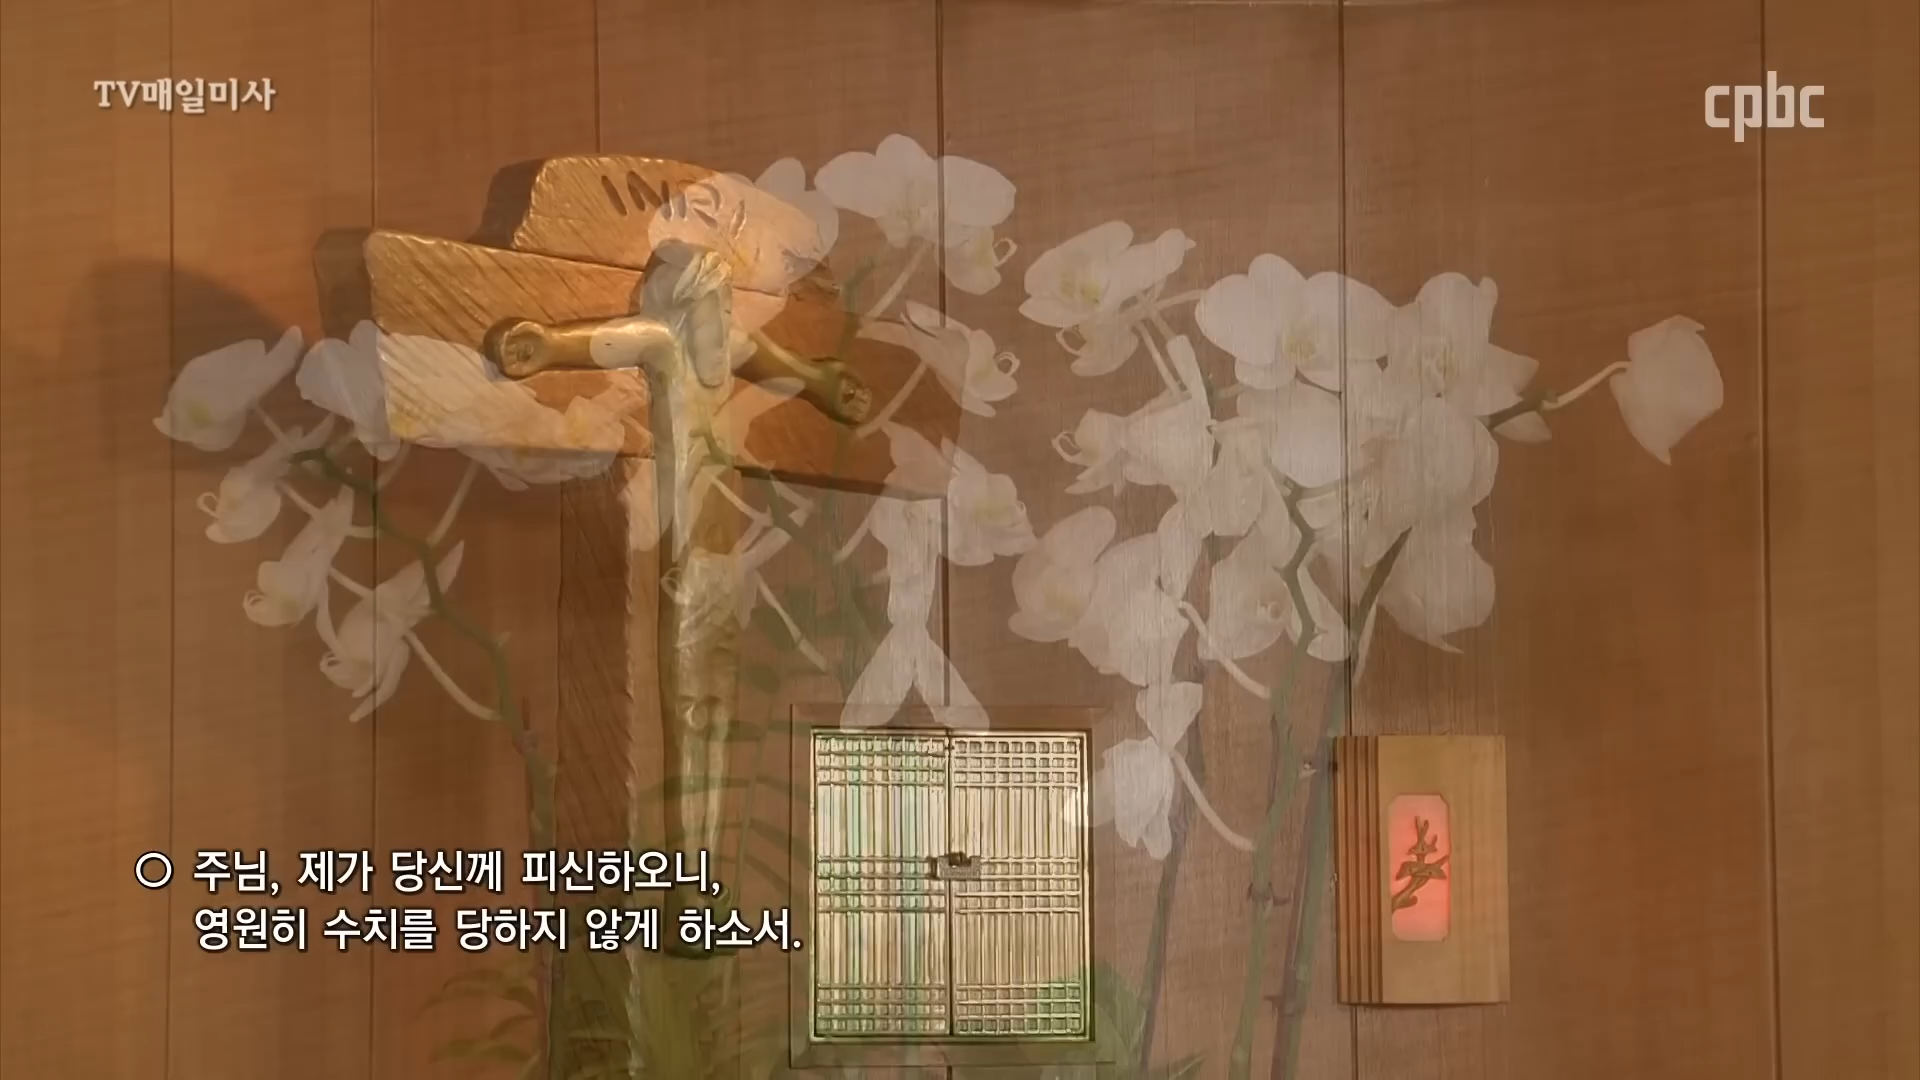 TV매일미사
cpbc
INRI
○ 주님, 제가 당신께 피신하오니,
영원히 수치를 당하지 않게 하소서.